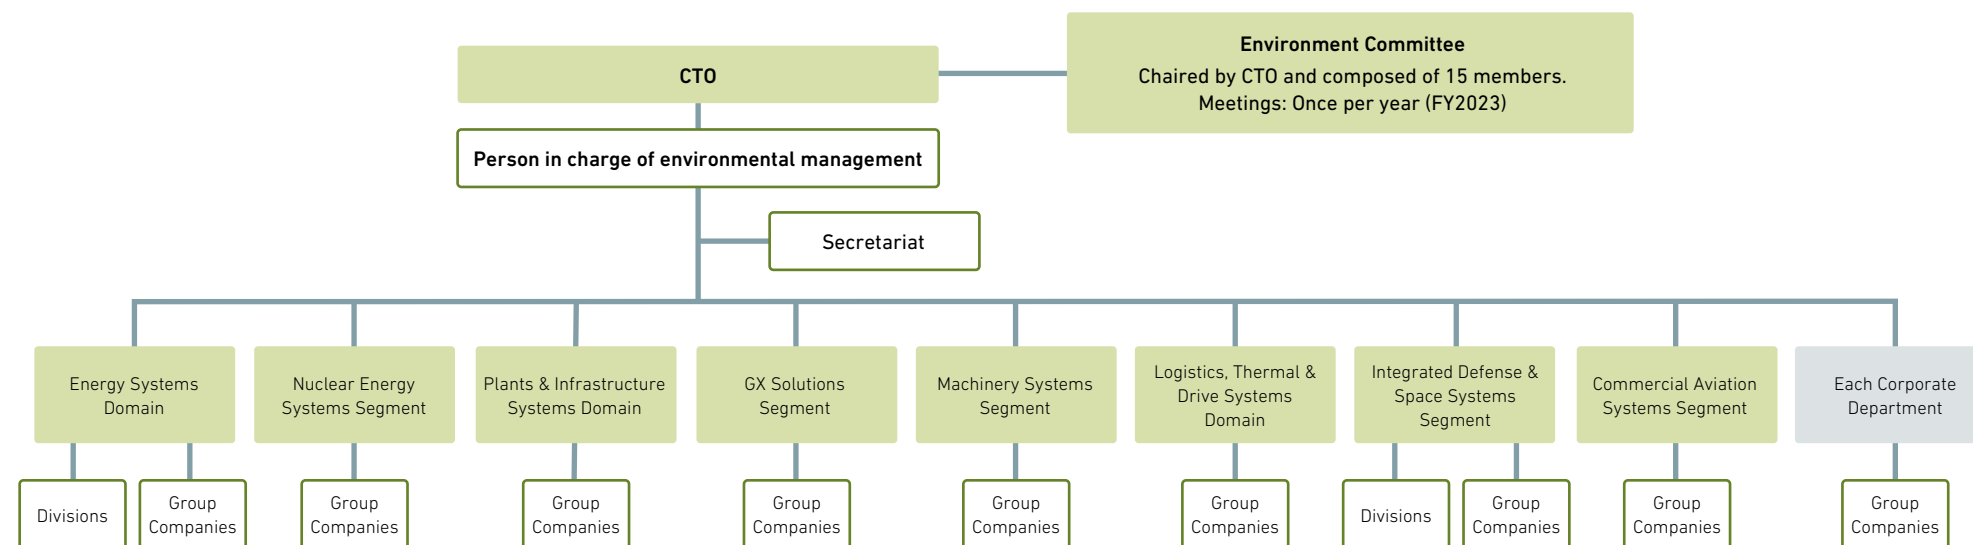 CTO
Environment Committee
Chaired by CTO and composed of 15 members.
Meetings: Once per year (FY2023)
Person in charge of environmental management
Secretariat
Energy Systems
Domain
Nuclear Energy
Systems Segment
Plants & Infrastructure
Systems Domain
GX Solutions
Segment
Machinery Systems
Segment
Logistics, Thermal &
Drive Systems
Domain
Integrated Defense &
Space Systems
Segment
Commercial Aviation
Systems Segment
Each Corporate
Department
Divisions
Group
Companies
Group
Companies
Group
Companies
Group
Companies
Group
Companies
Group
Companies
Divisions
Group
Companies
Group
Companies
Group
Companies